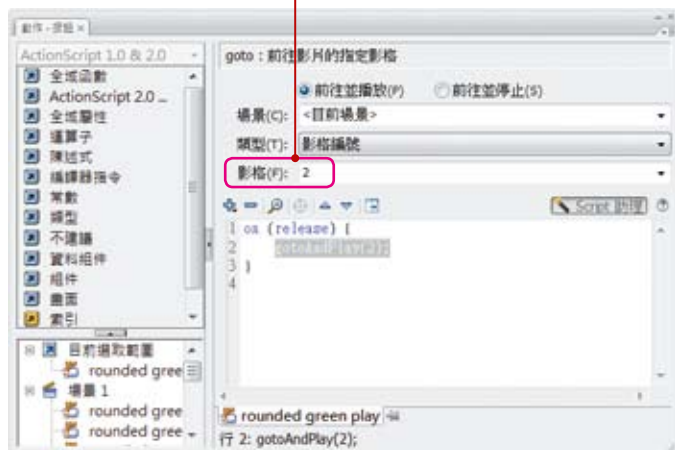 動作 - 按鈕 ×
ActionScript 1.0 & 2.0
全域函數
ActionScript 2.0 ...
全域屬性
運算子
陳述式
編譯器指令
常數
類型
不建議
資料組件
組件
畫面
索引
目前選取範圍
rounded gree
場景 1
rounded gree
rounded gree
goto : 前往影片的指定影格
前往並播放(P) 前往並停止(S)
場景(C): <目前場景>
類型(T): 影格編號
影格(F): 2
Script 助理
1 on (release) {
2 gotoAndPlay(2);
3 }
4
rounded green play
行 2: gotoAndPlay(2);